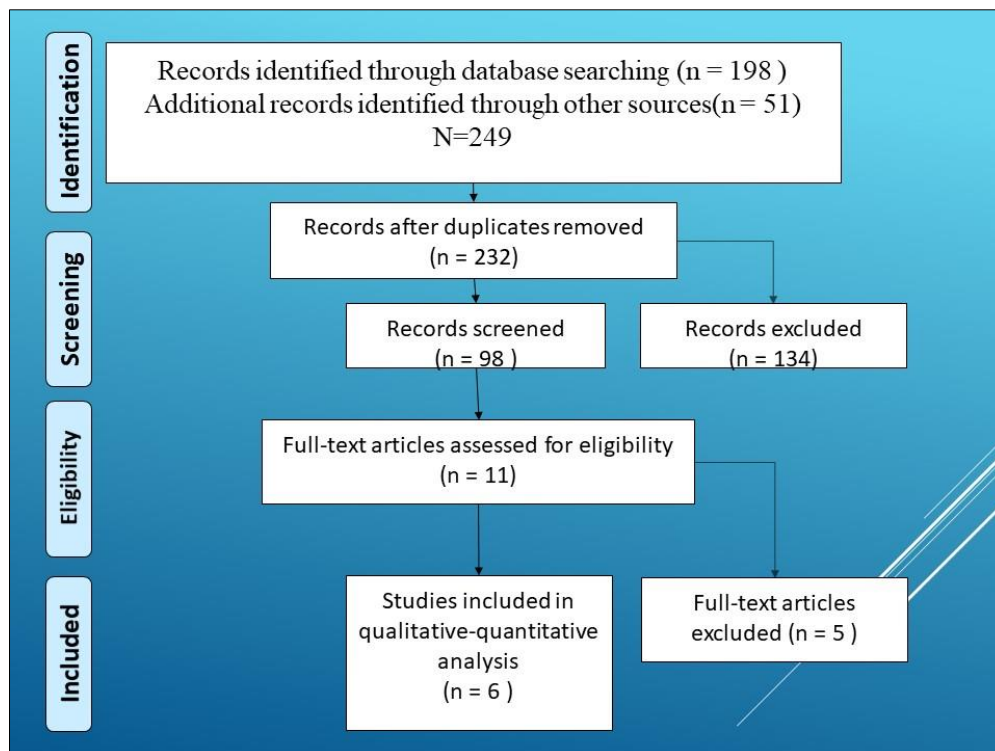 Identification
Records identified through database searching (n = 198 )
Additional records identified through other sources(n = 51)
N=249
Screening
Records after duplicates removed
(n = 232)
Records screened
(n = 98 )
Records excluded
(n = 134)
Eligibility
Full-text articles assessed for eligibility
(n = 11)
Included
Studies included in
qualitative-quantitative
analysis
(n = 6 )
Full-text articles
excluded (n = 5 )